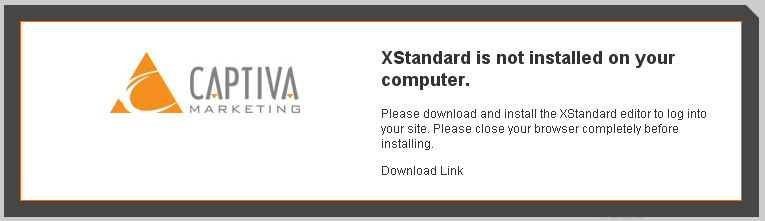 CAPTIVA
MARKETING
XStandard is not installed on your
computer.
Please download and install the XStandard editor to log into
your site. Please close your browser completely before
installing.
Download Link